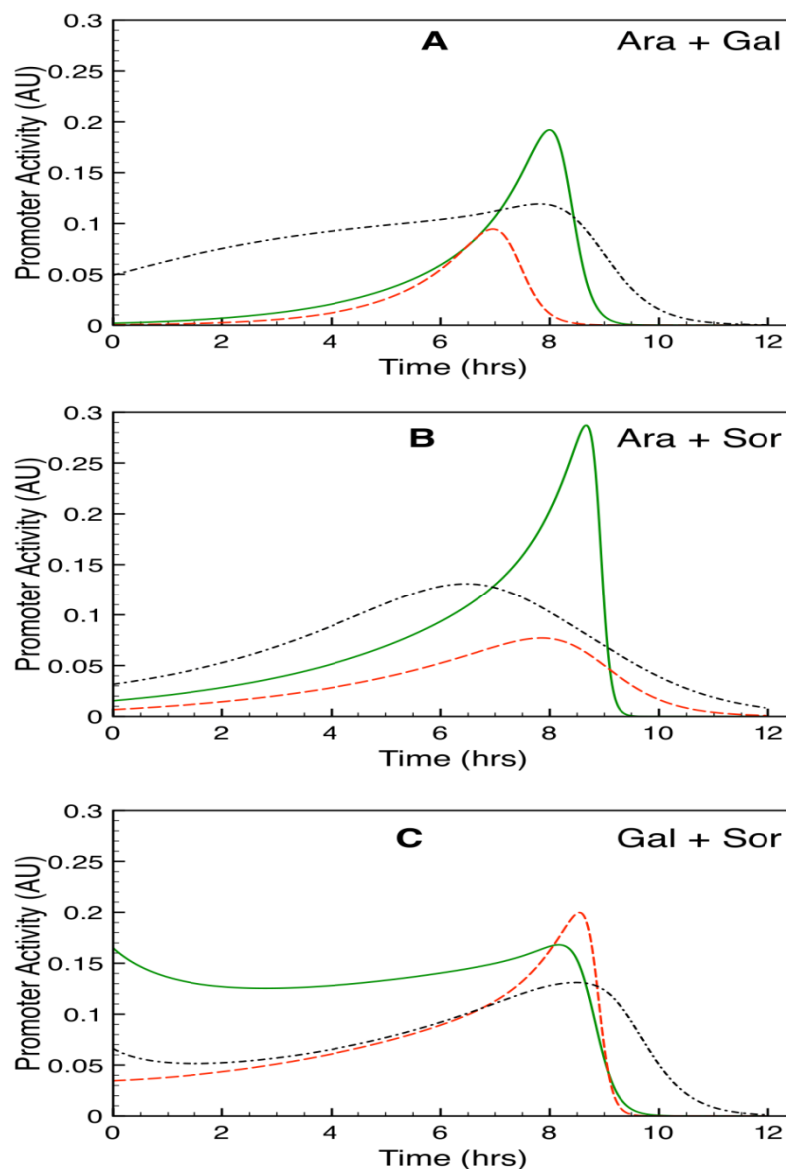 A Ara + Gal
Promoter Activity (AU)
0.3
0.25
0.2
0.15
0.1
0.05
0
0 2 4 6 8 10 12
Time (hrs)
B Ara + Sor
Promoter Activity (AU)
0.3
0.25
0.2
0.15
0.1
0.05
0
0 2 4 6 8 10 12
Time (hrs)
C Gal + Sor
Promoter Activity (AU)
0.3
0.25
0.2
0.15
0.1
0.05
0
0 2 4 6 8 10 12
Time (hrs)